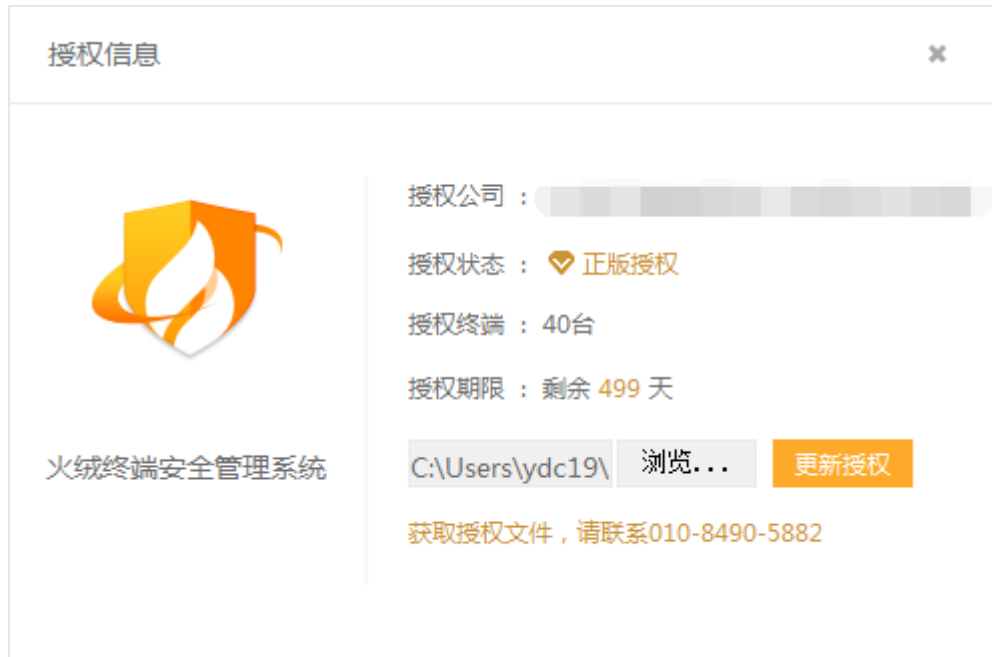 授权信息
授权公司 :
授权状态 : 正版授权
授权终端 : 40台
授权期限 : 剩余 499 天
火绒终端安全管理系统
C:\Users\ydc19\ 浏览... 更新授权
获取授权文件，请联系010-8490-5882